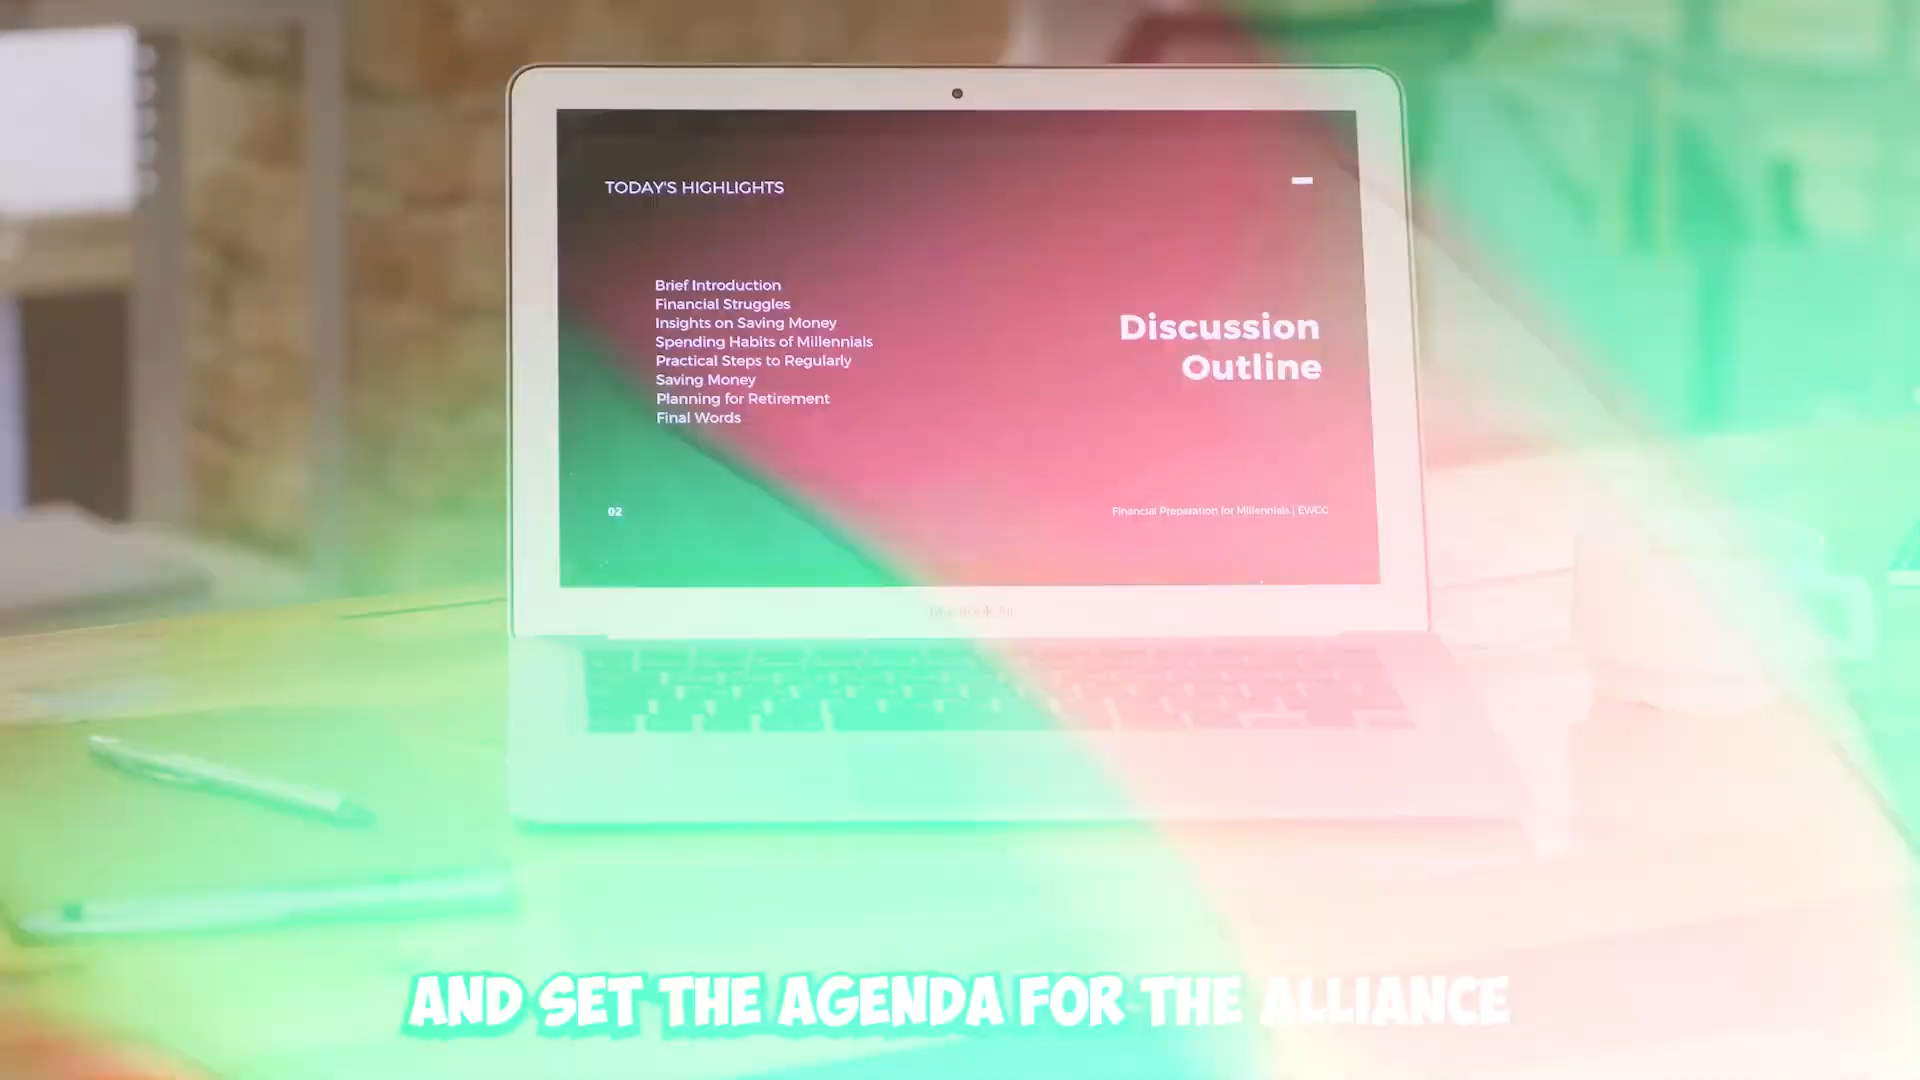 TODAY'S HIGHLIGHTS
Brief Introduction
Financial Struggles
Insights on Saving Money
Spending Habits of Millennials
Practical Steps to Regularly
Saving Money
Planning for Retirement
Final Words
Discussion
Outline
02
Financial Preparation for Millennials | EWCC
MacBook Air
AND SET THE AGENDA FOR THE ALLIANCE